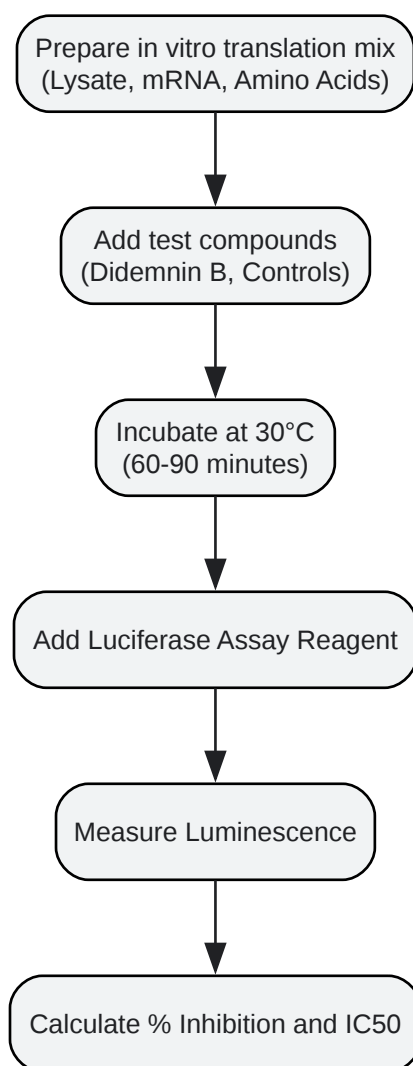 Prepare in vitro translation mix
(Lysate, mRNA, Amino Acids)
Add test compounds
(Didemnin B, Controls)
Incubate at 30°C
(60-90 minutes)
Add Luciferase Assay Reagent
Measure Luminescence
Calculate % Inhibition and IC50